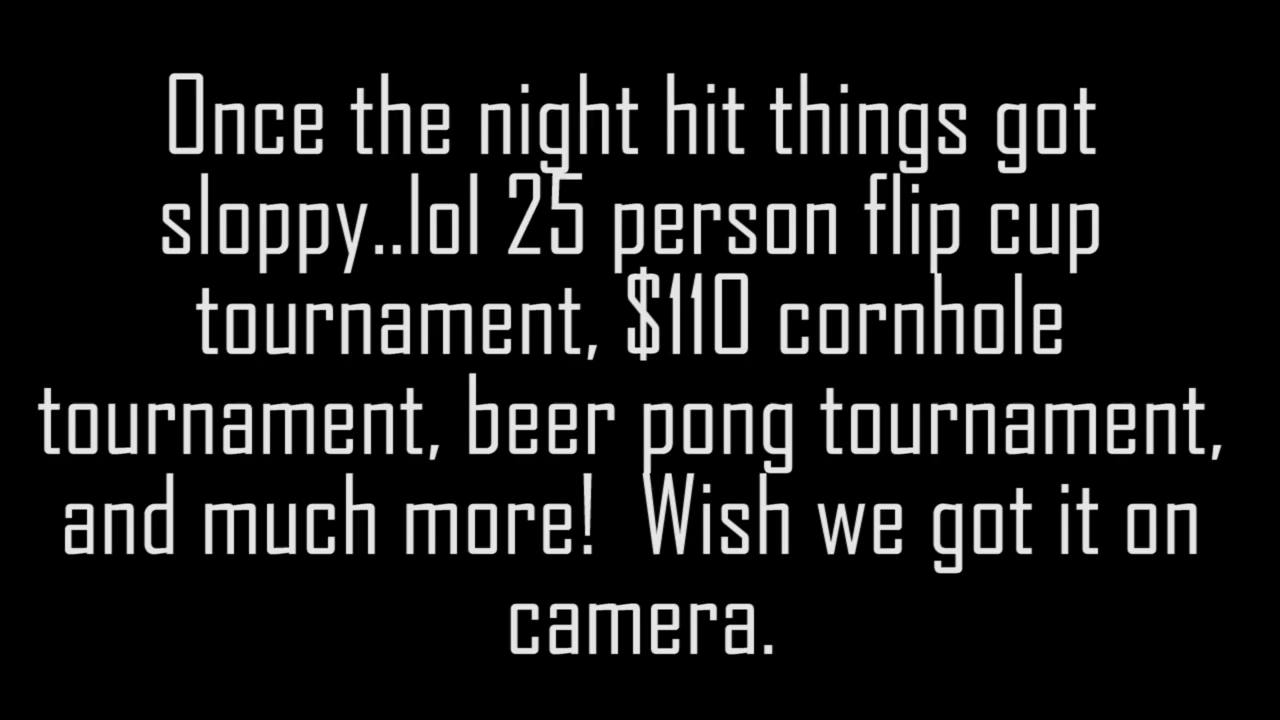 Once the night hit things got
sloppy..lol 25 person flip cup
tournament, $110 cornhole
tournament, beer pong tournament,
and much more!  Wish we got it on
camera.